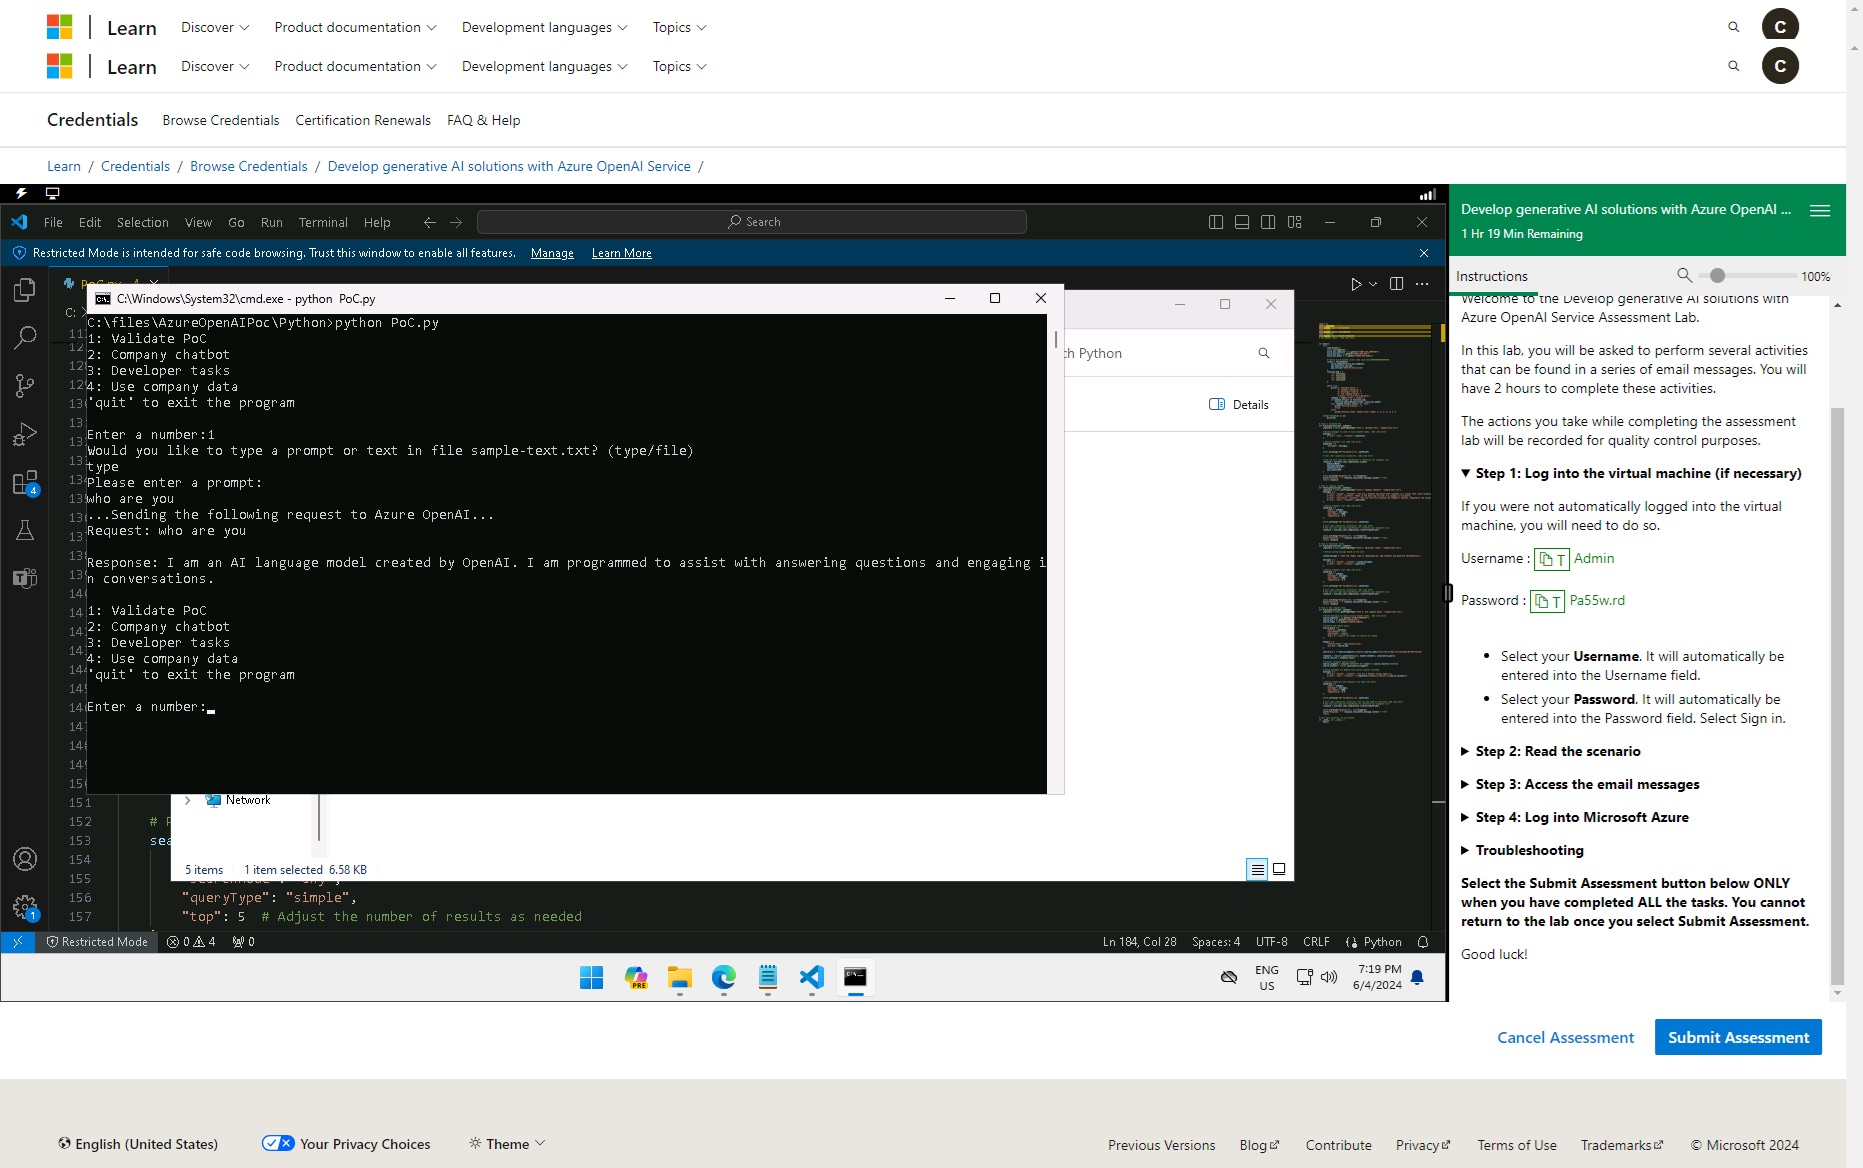 Learn Discover Product documentation Development languages Topics C
Learn Discover Product documentation Development languages Topics C
Credentials Browse Credentials Certification Renewals FAQ & Help
Learn / Credentials / Browse Credentials / Develop generative AI solutions with Azure OpenAI Service /
File Edit Selection View Go Run Terminal Help Search
Restricted Mode is intended for safe code browsing. Trust this window to enable all features. Manage Learn More
C:\Windows\System32\cmd.exe - python PoC.py
C:\files\AzureOpenAIPoc\Python>python PoC.py
1: Validate PoC
2: Company chatbot
3: Developer tasks
4: Use company data
'quit' to exit the program
Enter a number:1
Would you like to type a prompt or text in file sample-text.txt? (type/file)
type
Please enter a prompt:
who are you
...Sending the following request to Azure OpenAI...
Request: who are you
Response: I am an AI language model created by OpenAI. I am programmed to assist with answering questions and engaging i
n conversations.
1: Validate PoC
2: Company chatbot
3: Developer tasks
4: Use company data
'quit' to exit the program
Enter a number:
ch Python
Details
Network
5 items 1 item selected 6.58 KB
151
152 #
153 sea
154
155
156 "queryType": "simple",
157 "top": 5 # Adjust the number of results as needed
4
1
Restricted Mode 0 4 0 Ln 184, Col 28 Spaces: 4 UTF-8 CRLF Python
PRE
ENG
US
7:19 PM
6/4/2024
Develop generative AI solutions with Azure OpenAI ...
1 Hr 19 Min Remaining
Instructions 100%
Welcome to the Develop generative AI solutions with
Azure OpenAI Service Assessment Lab.
In this lab, you will be asked to perform several activities
that can be found in a series of email messages. You will
have 2 hours to complete these activities.
The actions you take while completing the assessment
lab will be recorded for quality control purposes.
Step 1: Log into the virtual machine (if necessary)
If you were not automatically logged into the virtual
machine, you will need to do so.
Username : T Admin
Password : T Pa55w.rd
• Select your Username. It will automatically be
entered into the Username field.
• Select your Password. It will automatically be
entered into the Password field. Select Sign in.
Step 2: Read the scenario
Step 3: Access the email messages
Step 4: Log into Microsoft Azure
Troubleshooting
Select the Submit Assessment button below ONLY
when you have completed ALL the tasks. You cannot
return to the lab once you select Submit Assessment.
Good luck!
Cancel Assessment Submit Assessment
English (United States) Your Privacy Choices Theme
Previous Versions Blog Contribute Privacy Terms of Use Trademarks © Microsoft 2024